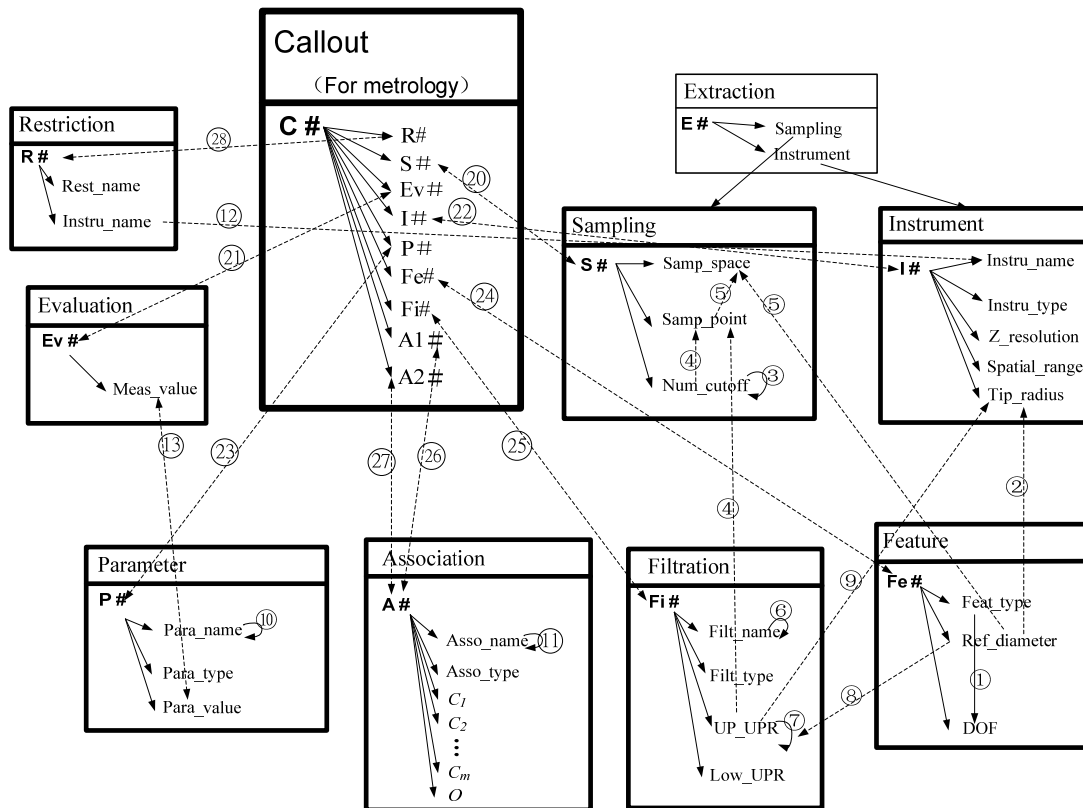 Callout
（For metrology）
C #
R#
S #
Ev#
I #
P #
Fe#
Fi#
A1 #
A2 #
Extraction
E #
Sampling
Instrument
Restriction
R #
Rest_name
Instru_name
28
20
12
22
21
24
Sampling
S #
Samp_space
⑤
Samp_point
④
Num_cutoff
③
⑤
Instrument
I #
Instru_name
Instru_type
Z_resolution
Spatial_range
Tip_radius
Evaluation
Ev #
Meas_value
13
23
27
26
25
④
②
⑨
Parameter
P #
Para_name
⑩
Para_type
Para_value
Association
A #
Asso_name
11
Asso_type
C1
C2
C m
O
Filtration
Fi #
⑥
Filt_name
Filt_type
UP_UPR
⑦
Low_UPR
⑧
Feature
Fe#
Feat_type
Ref_diameter
①
DOF